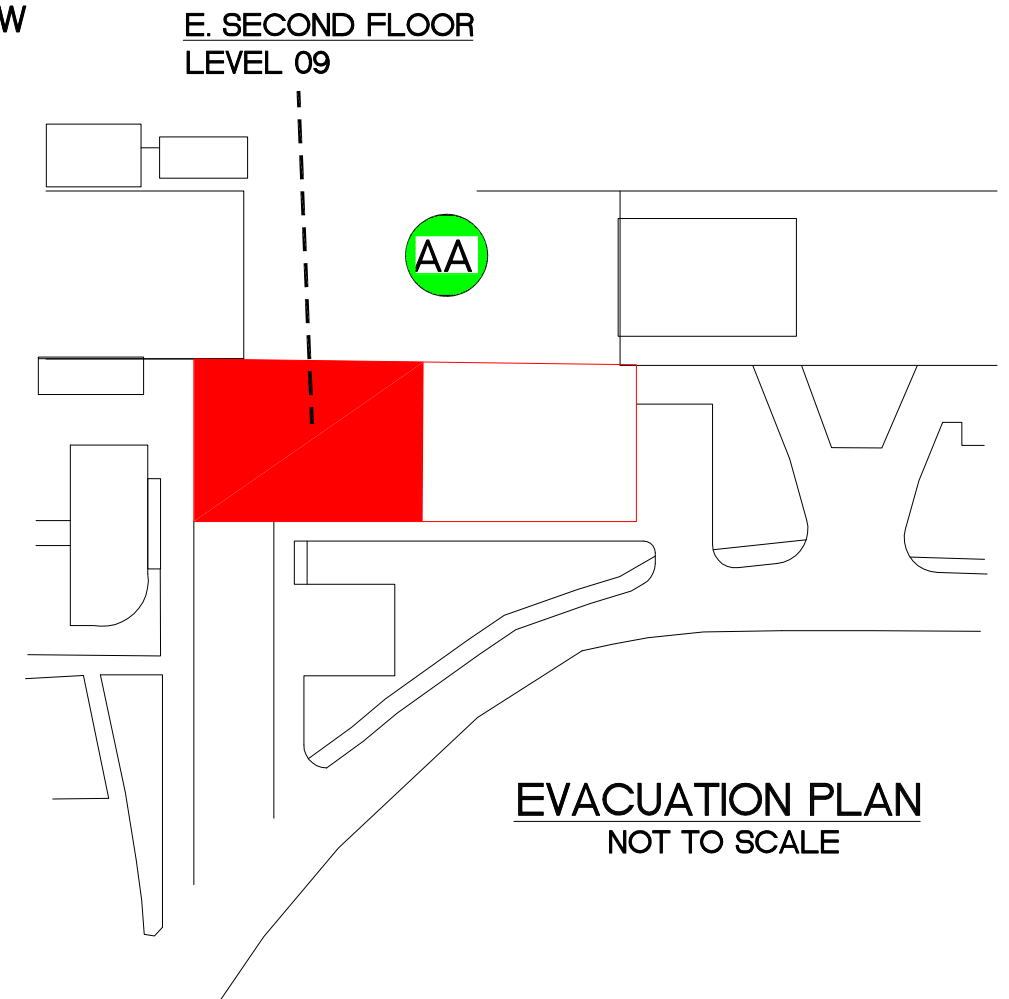 W
E. SECOND FLOOR
LEVEL 09
AA
EVACUATION PLAN
NOT TO SCALE